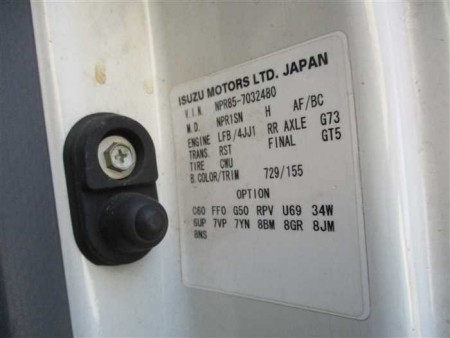 ISUZU MOTORS LTD. JAPAN
V.I.N. NPR85-7032480
M.D. NPR1SN H AF/BC
ENGINE LFB/4JJ1 RR AXLE G73
TRANS. RST FINAL GT5
TIRE CWU
B.COLOR/TRIM 729/155
OPTION
C60 FF0 G50 RPV U69 34W
6UP 7VP 7YN 8BM 8GR 8JM
8NS